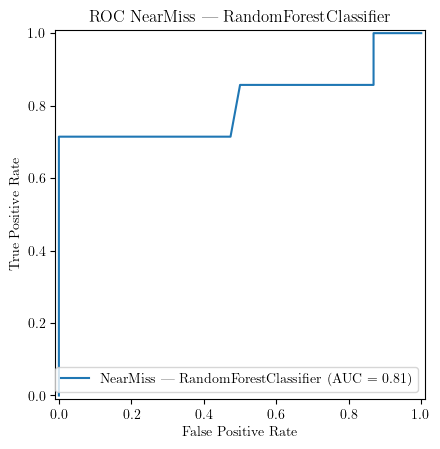 ROC NearMiss — RandomForestClassifier
1.0
0.8
0.6
0.4
0.2
0.0
True Positive Rate
NearMiss — RandomForestClassifier (AUC = 0.81)
0.0 0.2 0.4 0.6 0.8 1.0
False Positive Rate